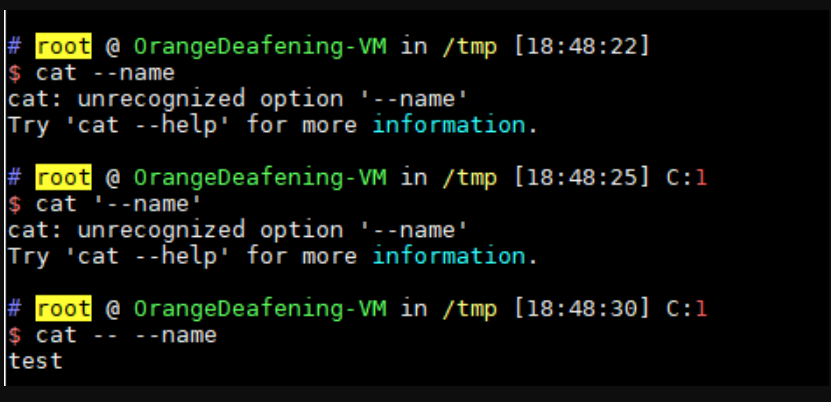 # root @ OrangeDeafening-VM in /tmp [18:48:22]
$ cat --name
cat: unrecognized option '--name'
Try 'cat --help' for more information.
# root @ OrangeDeafening-VM in /tmp [18:48:25] C:1
$ cat '--name'
cat: unrecognized option '--name'
Try 'cat --help' for more information.
# root @ OrangeDeafening-VM in /tmp [18:48:30] C:1
$ cat -- --name
test